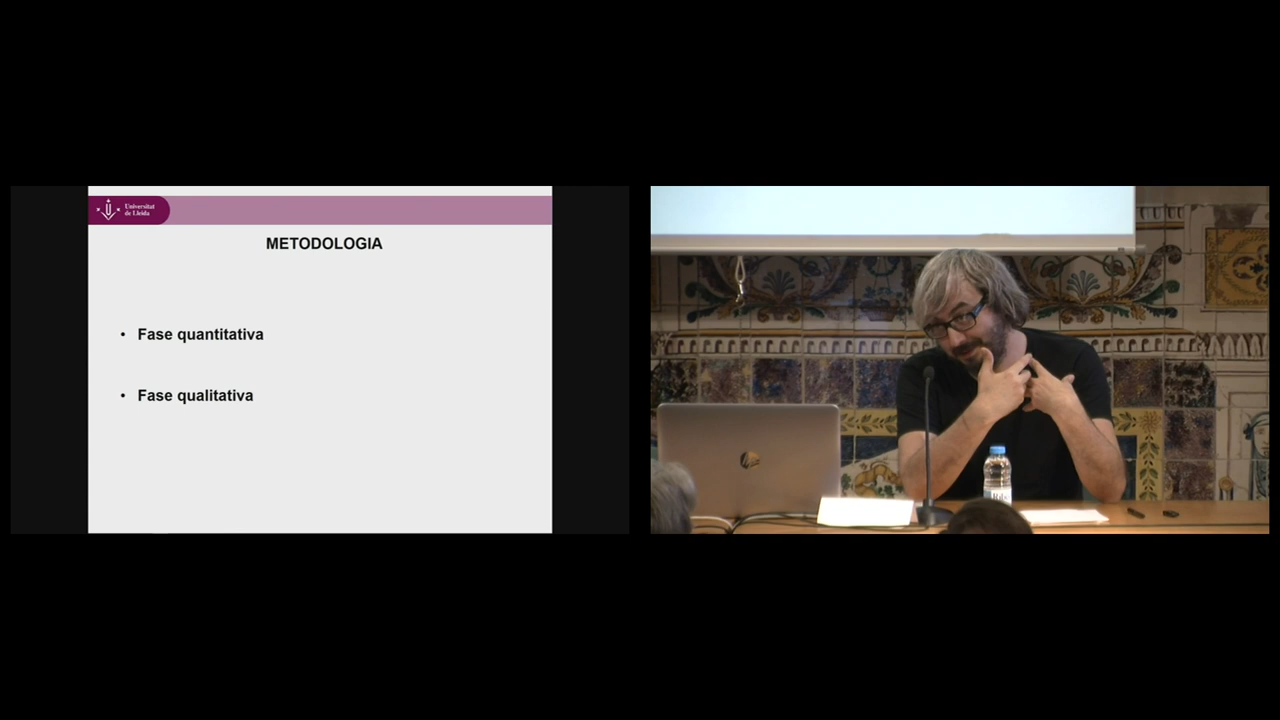 Universitat
de Lleida
METODOLOGIA
• Fase quantitativa
• Fase qualitativa